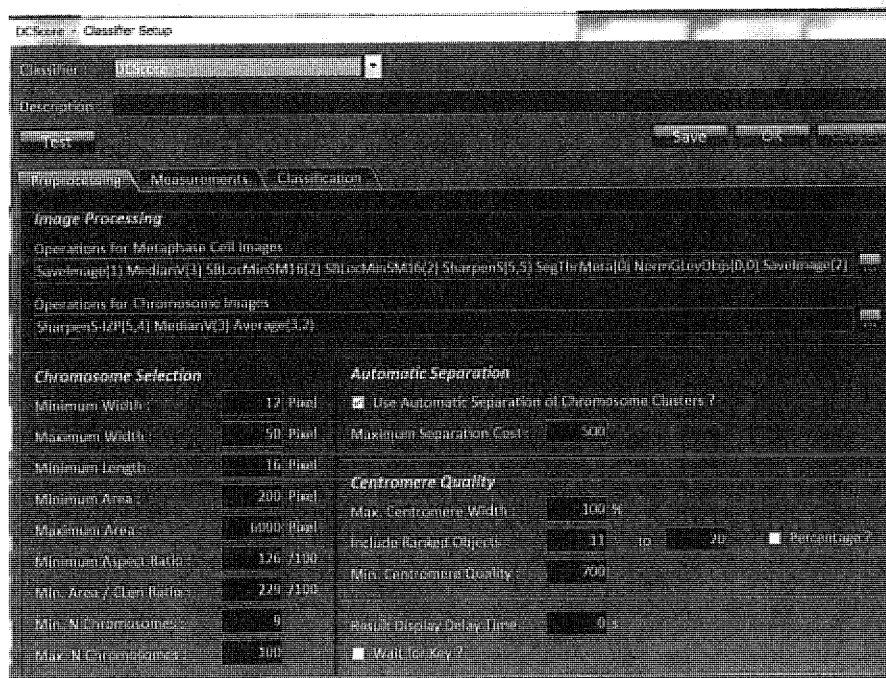 DCScore - Classifier Setup
Classifier : DCScore
Description :
Test Save OK
Preprocessing Measurements Classification
Image Processing
Operations for Metaphase Cell Images
SaveImage[1] MedianV[3] SBLocMinSM16[2] SBLocMinSM16[2] SharpenS[5,5] SegThrMeta[0] NormGLevObjs[0,0] SaveImage[2]
Operations for Chromosome Images
SharpenS-IZP[5,4] MedianV[3] Average[3,2]
Chromosome Selection
Minimum Width : 12 Pixel
Maximum Width : 50 Pixel
Minimum Length : 16 Pixel
Minimum Area : 200 Pixel
Maximum Area : 6000 Pixel
Minimum Aspect Ratio : 126 /100
Min. Area / CLen Ratio : 229 /100
Min. N Chromosomes : 9
Max. N Chromosomes : 100
Automatic Separation
Use Automatic Separation of Chromosome Clusters ?
Maximum Separation Cost : 500
Centromere Quality
Max. Centromere Width : 100 %
Include Ranked Objects 11 to 20 Percentage ?
Min. Centromere Quality : 700
Result Display Delay Time 0 s
Wait for Key ?